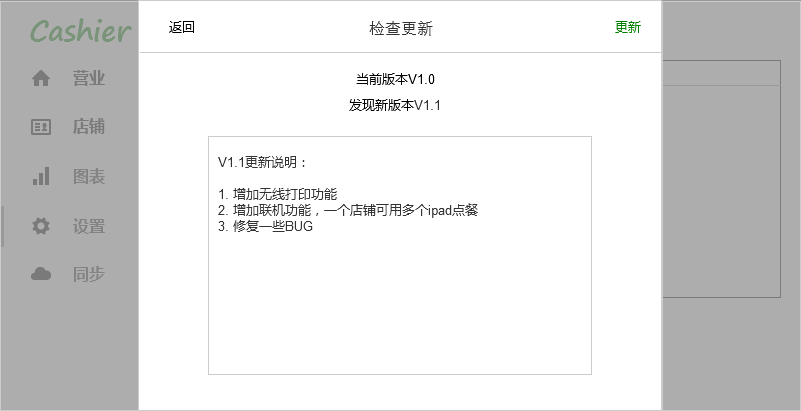 Cashier
营业
店铺
图表
设置
同步
返回
检查更新
更新
当前版本V1.0
发现新版本V1.1
V1.1更新说明：
1. 增加无线打印功能
2. 增加联机功能，一个店铺可用多个ipad点餐
3. 修复一些BUG